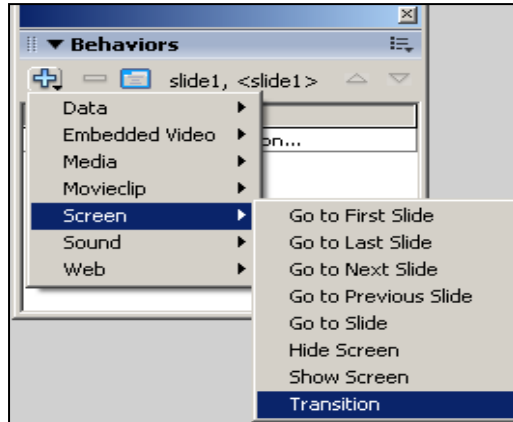 Behaviors
slide1, <slide1>
Data
Embedded Video
on...
Media
Movieclip
Screen
Sound
Web
Go to First Slide
Go to Last Slide
Go to Next Slide
Go to Previous Slide
Go to Slide
Hide Screen
Show Screen
Transition